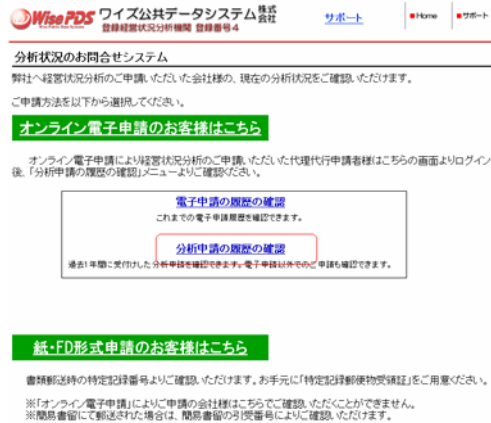 Wise PDS ワイズ公共データシステム株式会社 サポート ■Home ■サポート
登録経営状況分析機関 登録番号4
分析状況のお問合せシステム
弊社へ経営状況分析のご申請いただいた会社様の、現在の分析状況をご確認いただけます。
ご申請方法を以下から選択してください。
オンライン電子申請のお客様はこちら
オンライン電子申請により経営状況分析のご申請いただいた代理代行申請者様はこちらの画面よりログイン
後、「分析申請の履歴の確認」メニューよりご確認ください。
電子申請の履歴の確認
これまでの電子申請履歴を確認できます。
分析申請の履歴の確認
過去1年間に受付けした分析申請を確認できます。電子申請以外でのご申請も確認できます。
紙・FD形式申請のお客様はこちら
書類郵送時の特定記録番号よりご確認いただけます。お手元に「特定記録郵便物受領証」をご用意ください。
※「オンライン電子申請」によりご申請の会社様はこちらでご確認いただくことができません。
※簡易書留にて郵送された場合は、簡易書留の引受番号によりご確認いただけます。